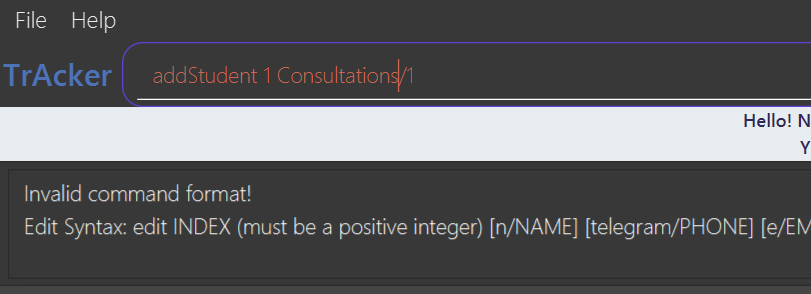 File Help
TrAcker addStudent 1 Consultations/1
Hello! N
Y
Invalid command format!
Edit Syntax: edit INDEX (must be a positive integer) [n/NAME] [telegram/PHONE] [e/EM